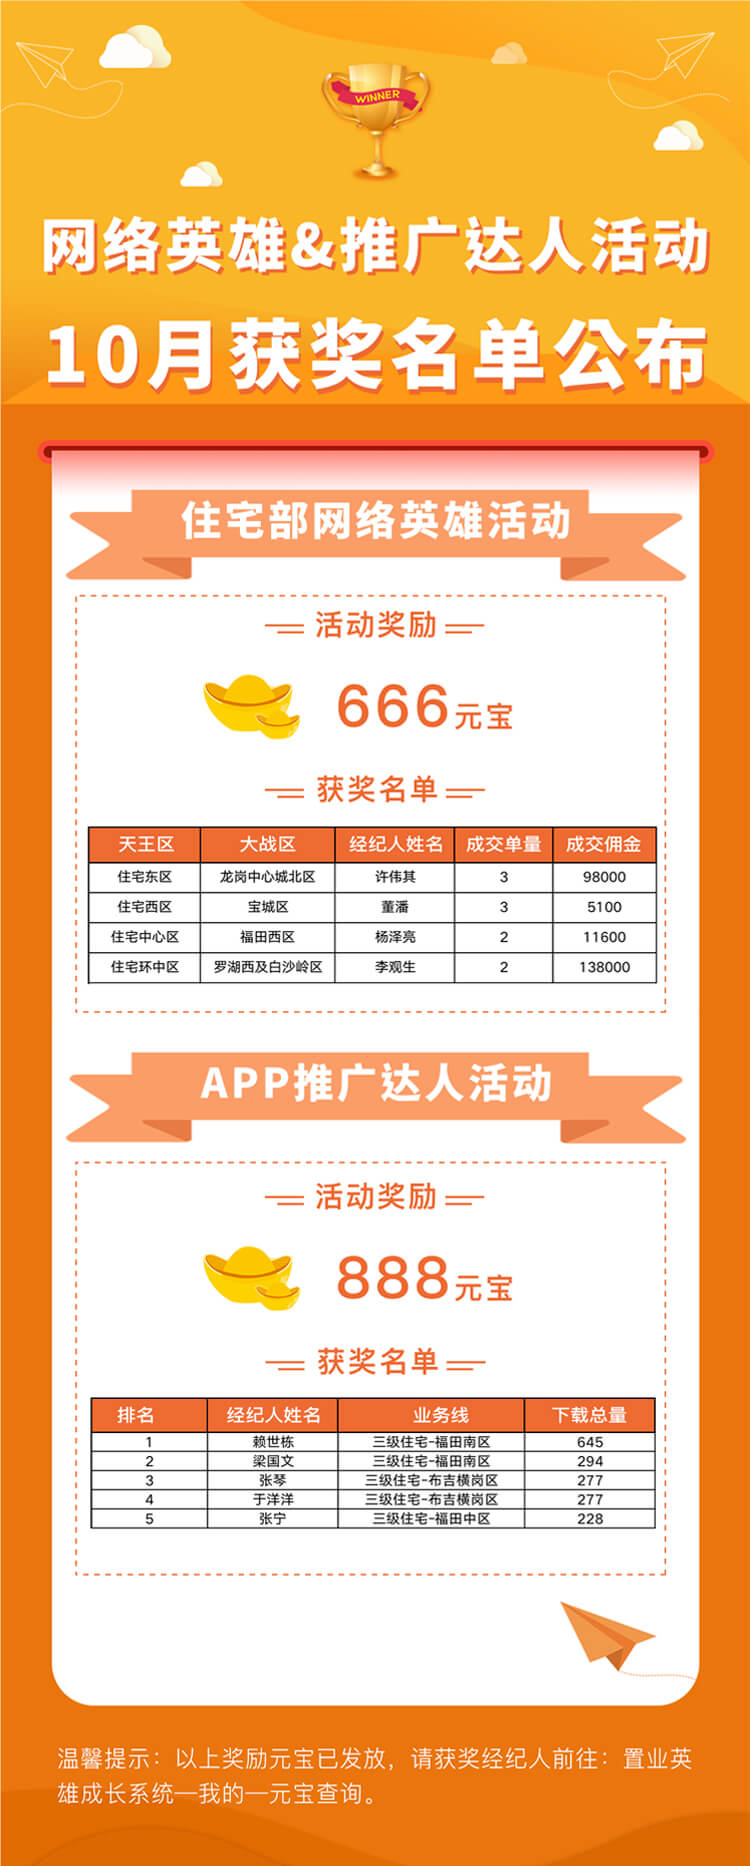 WINNER
网络英雄&推广达人活动
10月获奖名单公布
住宅部网络英雄活动
活动奖励
666元宝
获奖名单
天王区 大战区 经纪人姓名 成交单量 成交佣金
住宅东区 龙岗中心城北区 许伟其 3 98000
住宅西区 宝城区 董潘 3 5100
住宅中心区 福田西区 杨泽亮 2 11600
住宅环中区 罗湖西及白沙岭区 李观生 2 138000
APP推广达人活动
活动奖励
888元宝
获奖名单
排名 经纪人姓名 业务线 下载总量
1 赖世栋 三级住宅-福田南区 645
2 梁国文 三级住宅-福田南区 294
3 张琴 三级住宅-布吉横岗区 277
4 于洋洋 三级住宅-布吉横岗区 277
5 张宁 三级住宅-福田中区 228
温馨提示：以上奖励元宝已发放，请获奖经纪人前往：置业英
雄成长系统—我的—元宝查询。